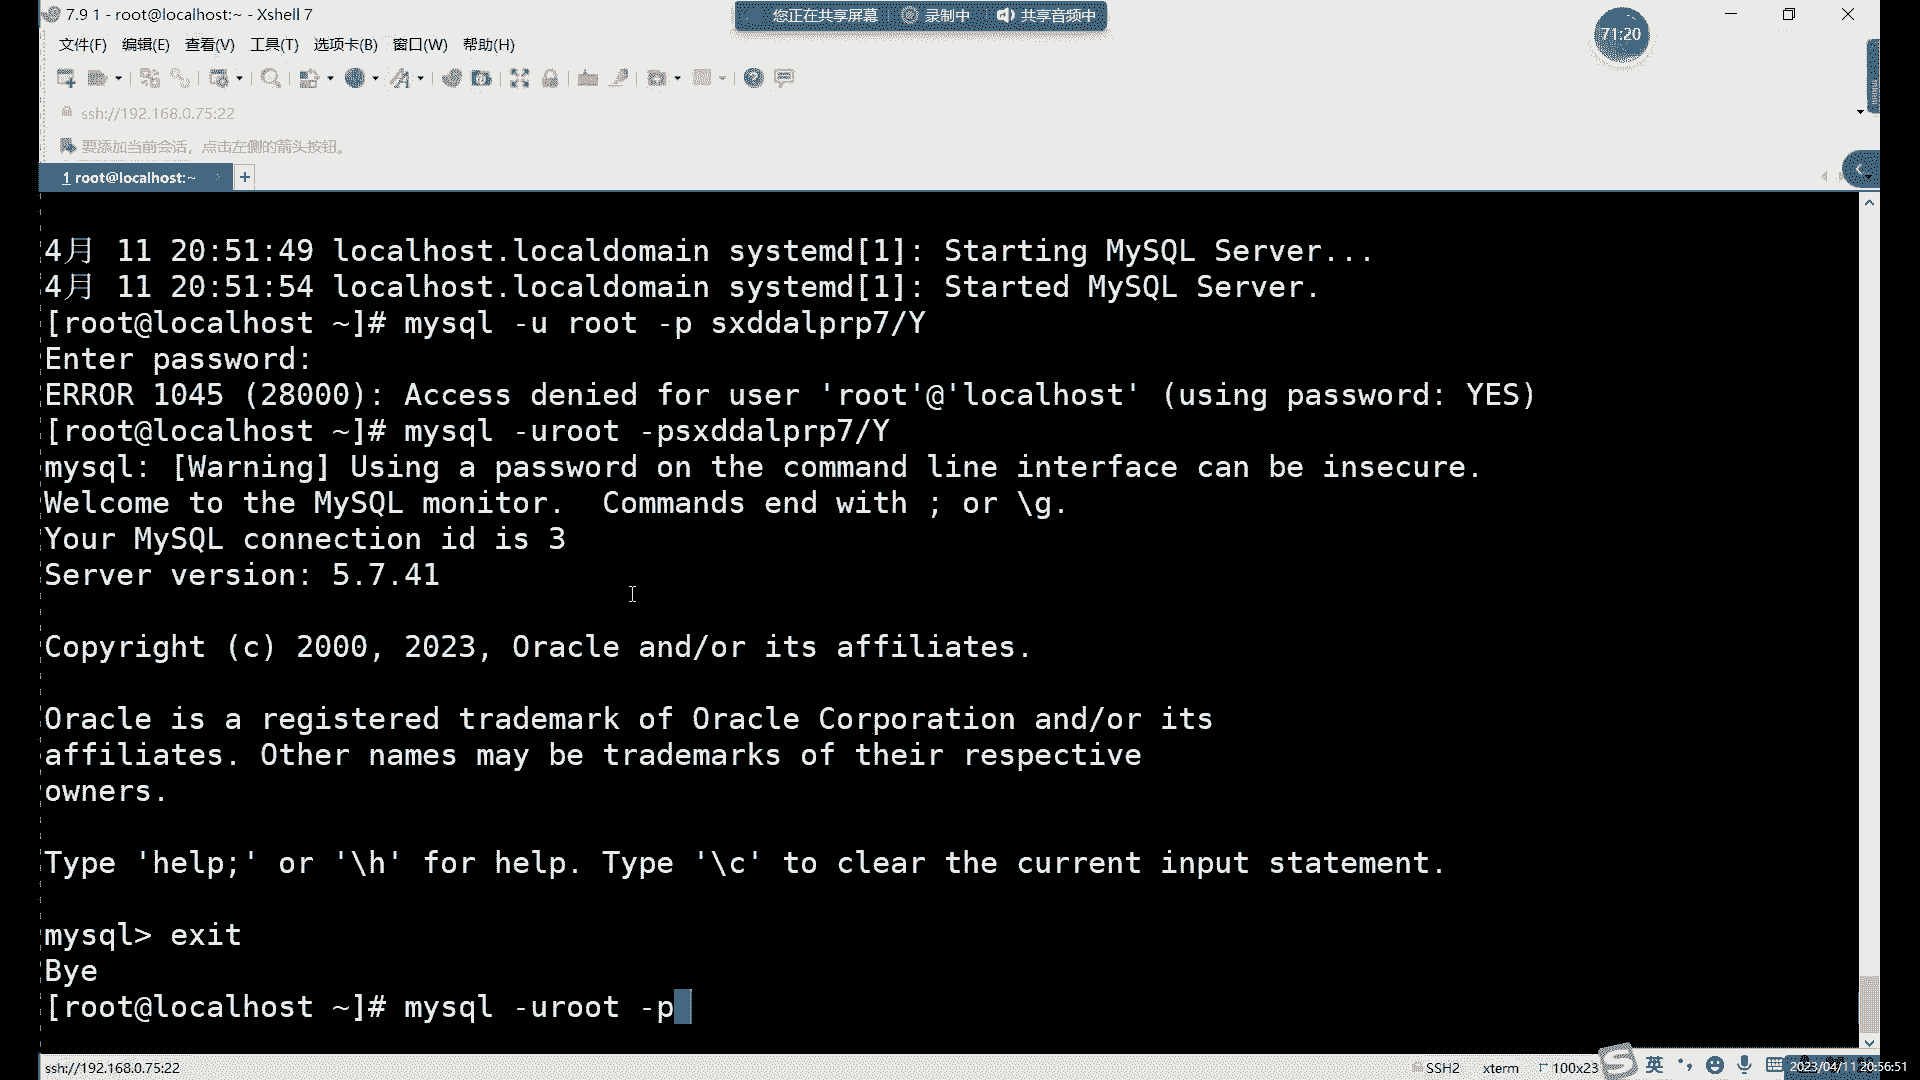 7.9 1 - root@localhost:~ - Xshell 7
您正在共享屏幕 录制中 共享音频中
71:20
文件(F) 编辑(E) 查看(V) 工具(T) 选项卡(B) 窗口(W) 帮助(H)
ssh://192.168.0.75:22
要添加当前会话，点击左侧的箭头按钮。
1 root@localhost:~ +
4月 11 20:51:49 localhost.localdomain systemd[1]: Starting MySQL Server...
4月 11 20:51:54 localhost.localdomain systemd[1]: Started MySQL Server.
[root@localhost ~]# mysql -u root -p sxddalprp7/Y
Enter password:
ERROR 1045 (28000): Access denied for user 'root'@'localhost' (using password: YES)
[root@localhost ~]# mysql -uroot -psxddalprp7/Y
mysql: [Warning] Using a password on the command line interface can be insecure.
Welcome to the MySQL monitor.  Commands end with ; or \g.
Your MySQL connection id is 3
Server version: 5.7.41
Copyright (c) 2000, 2023, Oracle and/or its affiliates.
Oracle is a registered trademark of Oracle Corporation and/or its
affiliates. Other names may be trademarks of their respective
owners.
Type 'help;' or '\h' for help. Type '\c' to clear the current input statement.
mysql> exit
Bye
[root@localhost ~]# mysql -uroot -p
ssh://192.168.0.75:22 SSH2 xterm 100x23 英 2023/04/11 20:56:51